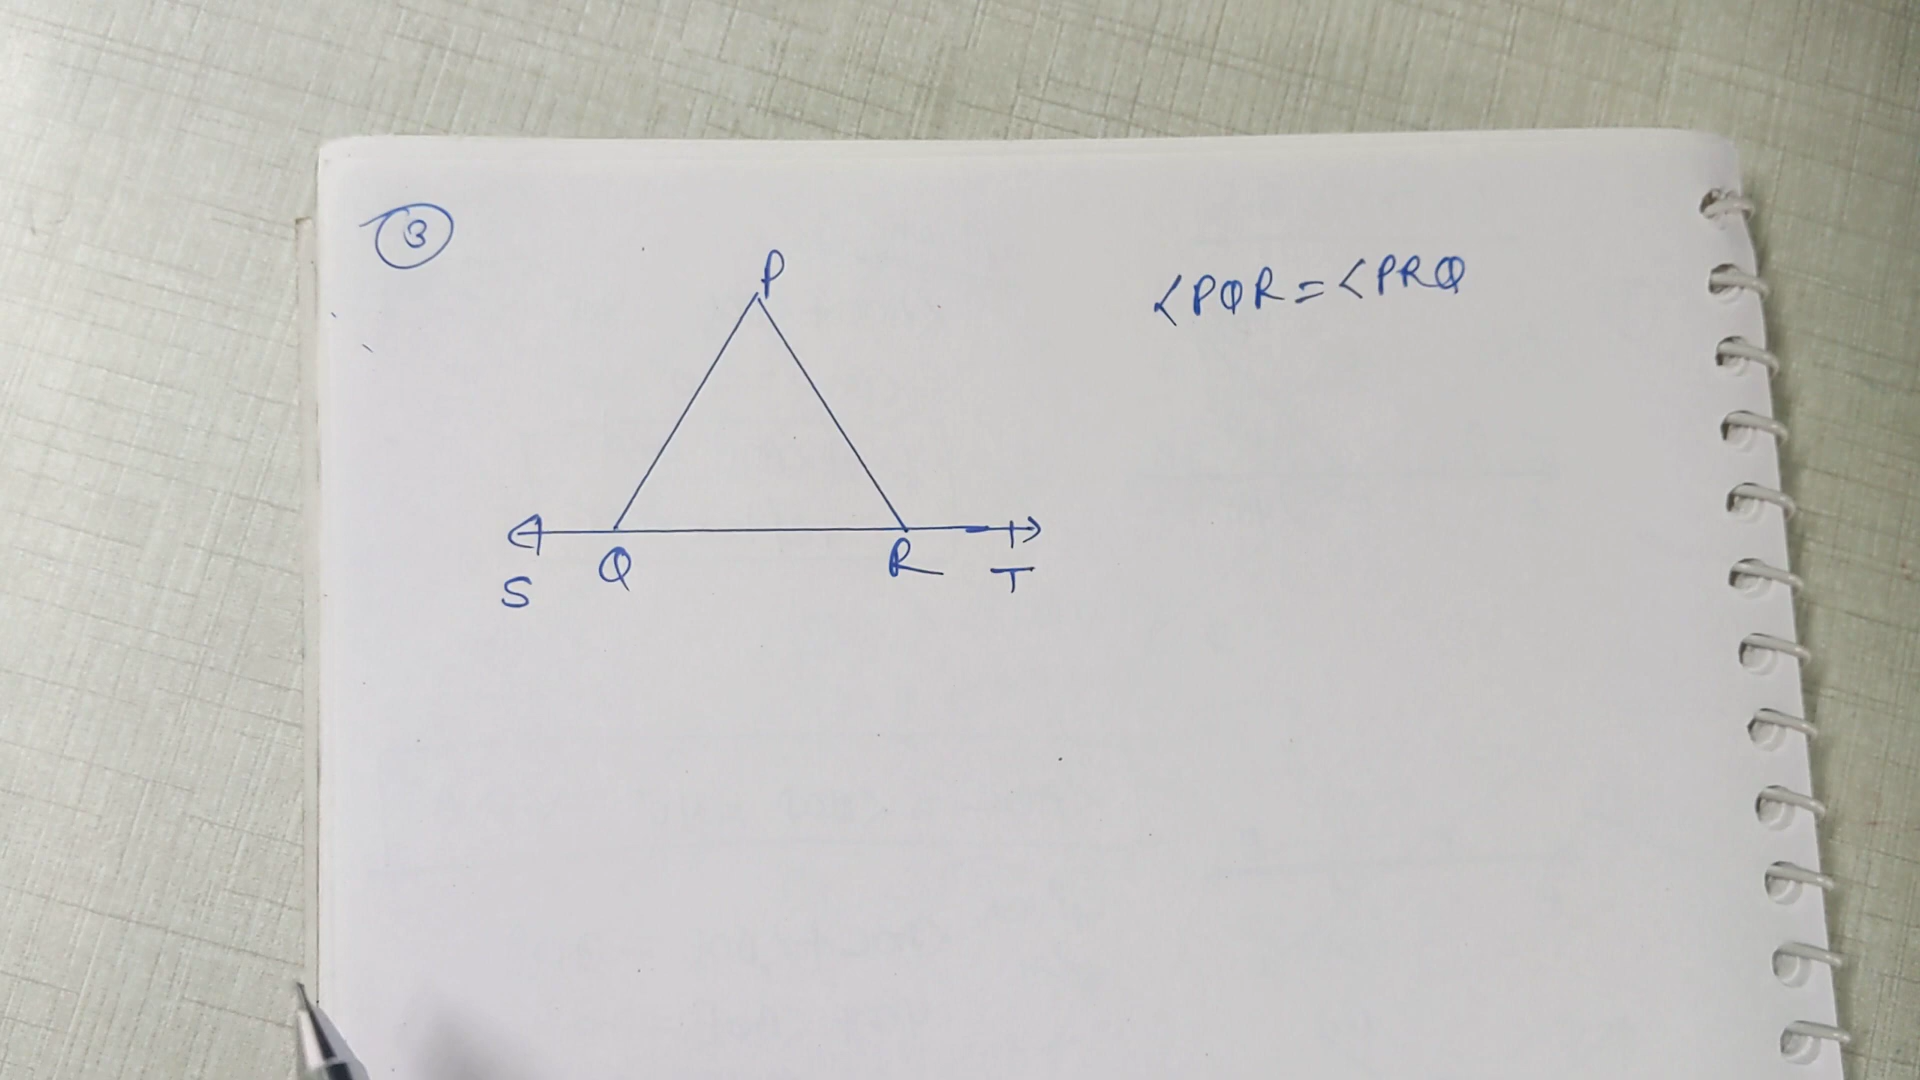 3
P
∠PQR = ∠PRQ
S Q R T